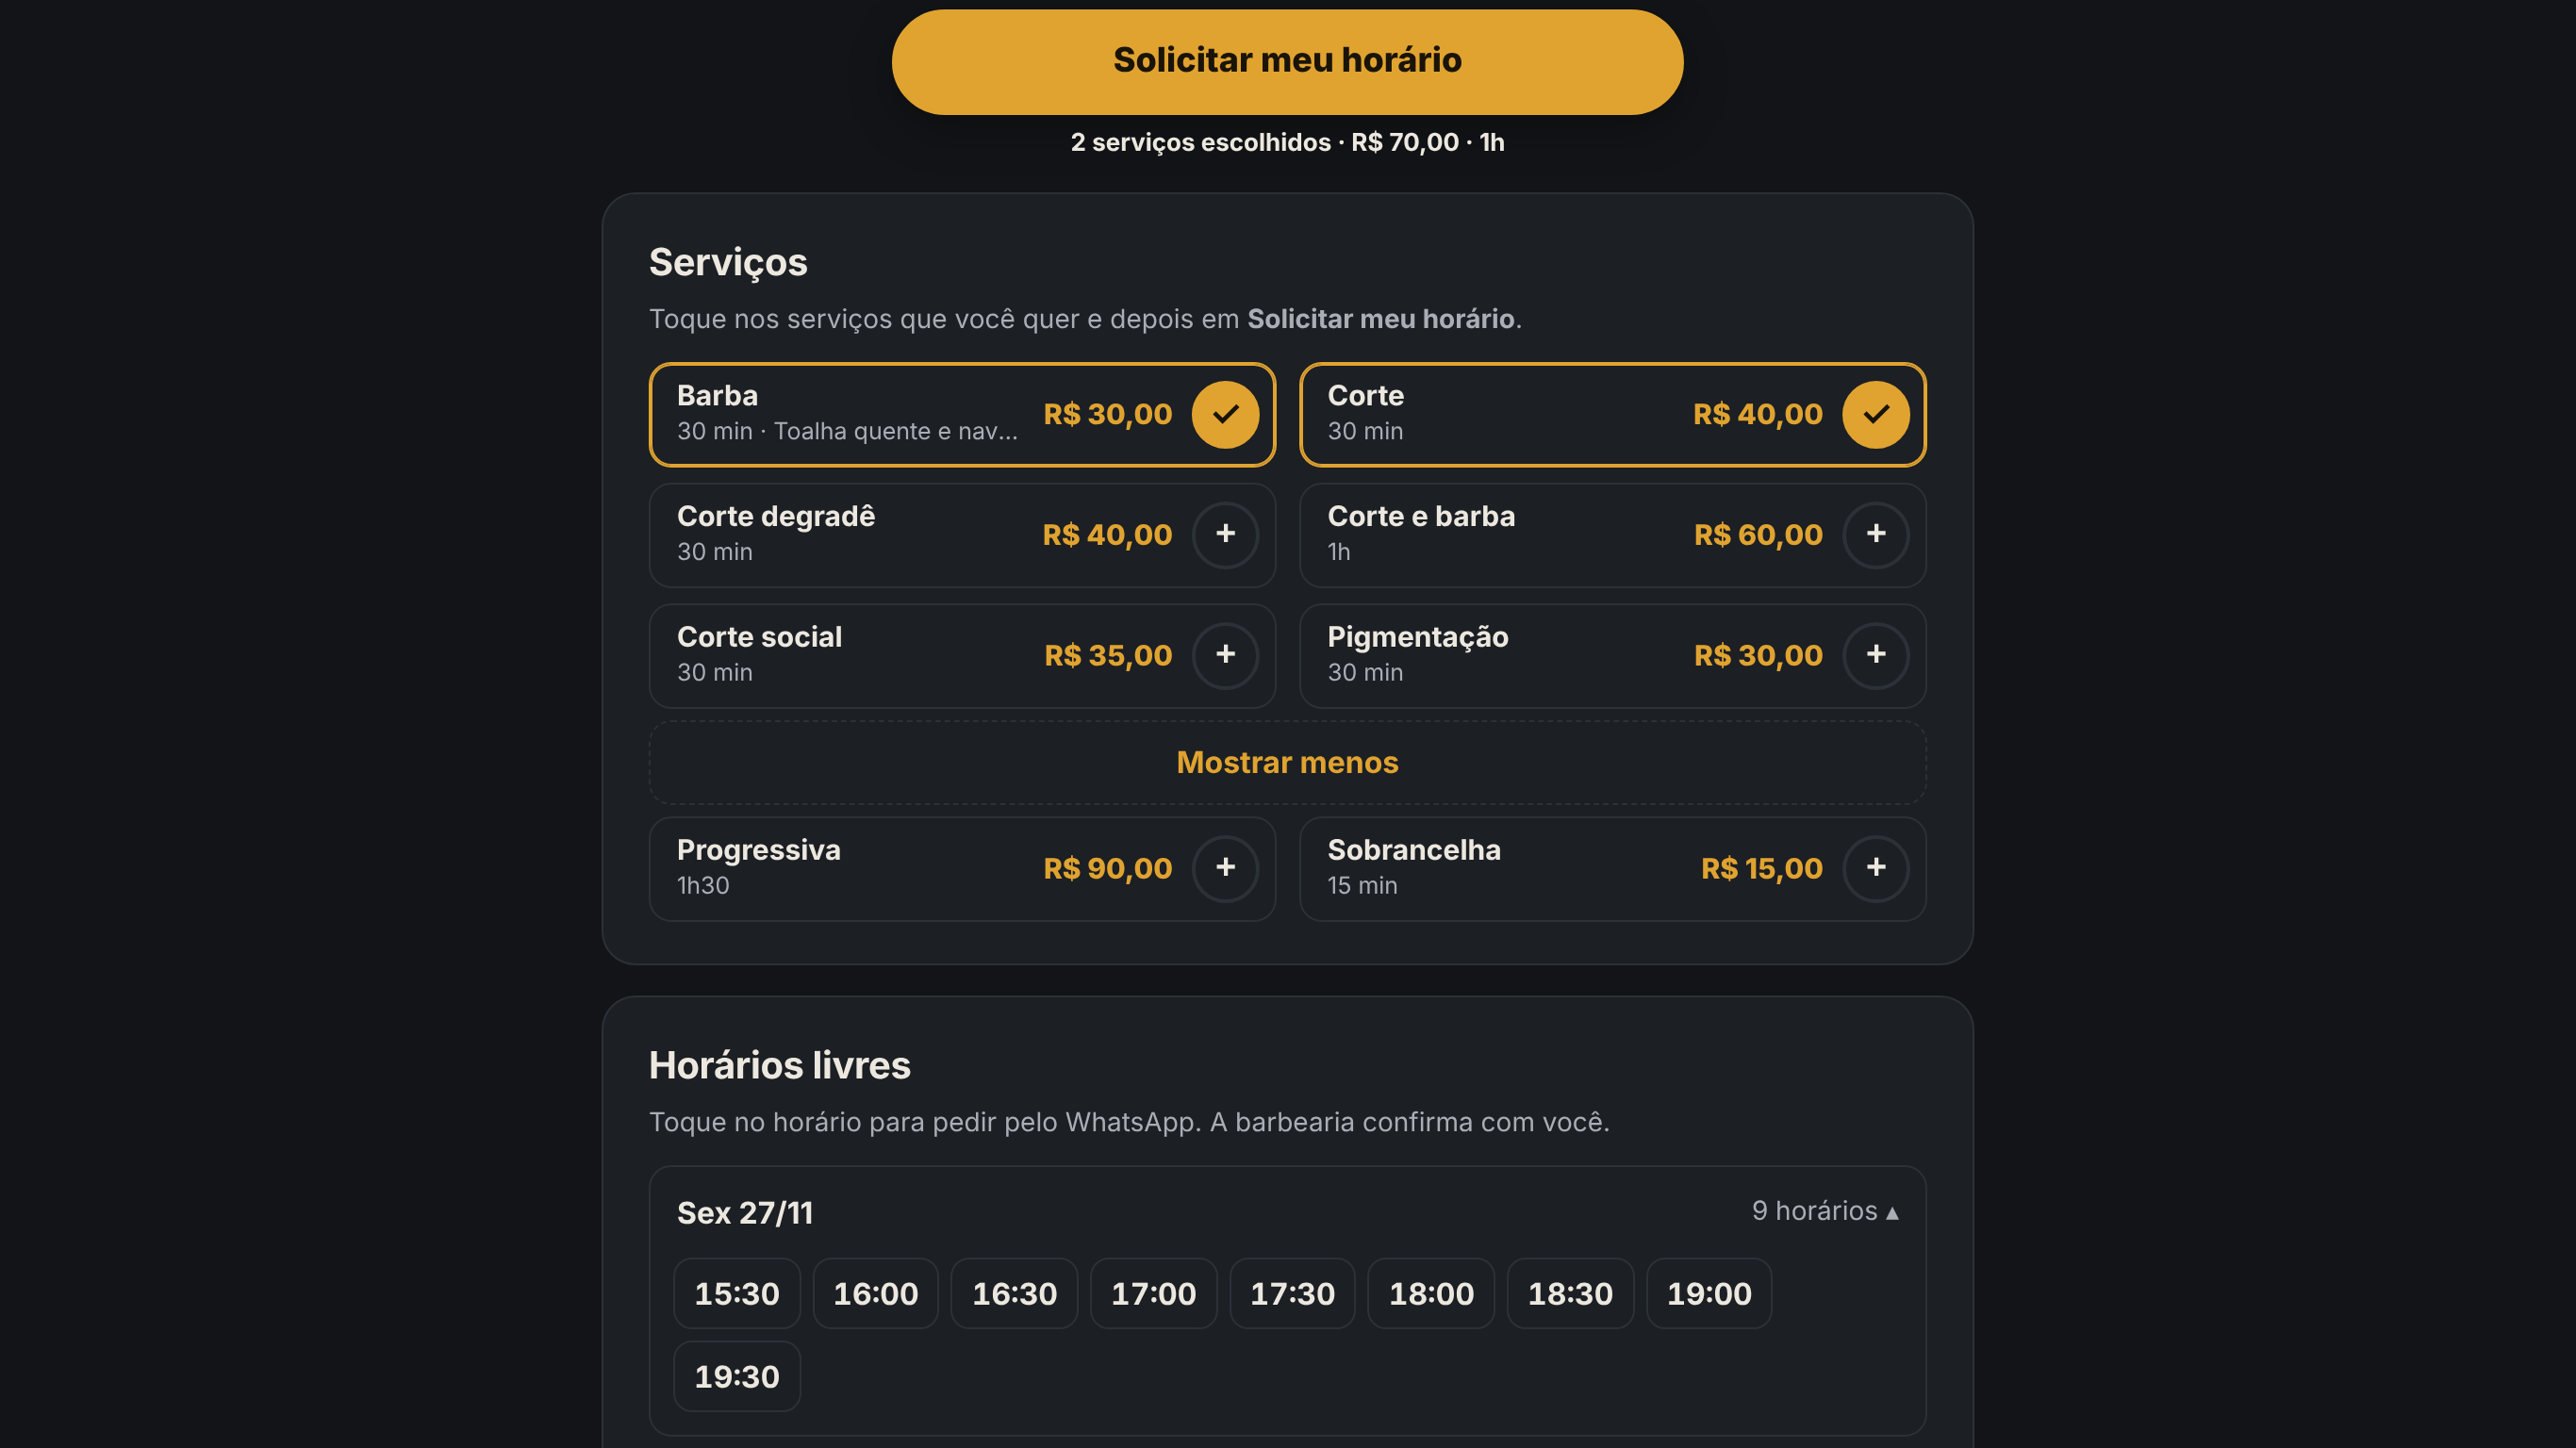 Solicitar meu horário
2 serviços escolhidos · R$ 70,00 · 1h
Serviços
Toque nos serviços que você quer e depois em Solicitar meu horário.
Barba
30 min · Toalha quente e nav...
R$ 30,00
Corte
30 min
R$ 40,00
Corte degradê
30 min
R$ 40,00
+
Corte e barba
1h
R$ 60,00
+
Corte social
30 min
R$ 35,00
+
Pigmentação
30 min
R$ 30,00
+
Mostrar menos
Progressiva
1h30
R$ 90,00
+
Sobrancelha
15 min
R$ 15,00
+
Horários livres
Toque no horário para pedir pelo WhatsApp. A barbearia confirma com você.
Sex 27/11
9 horários ▴
15:30 16:00 16:30 17:00 17:30 18:00 18:30 19:00
19:30